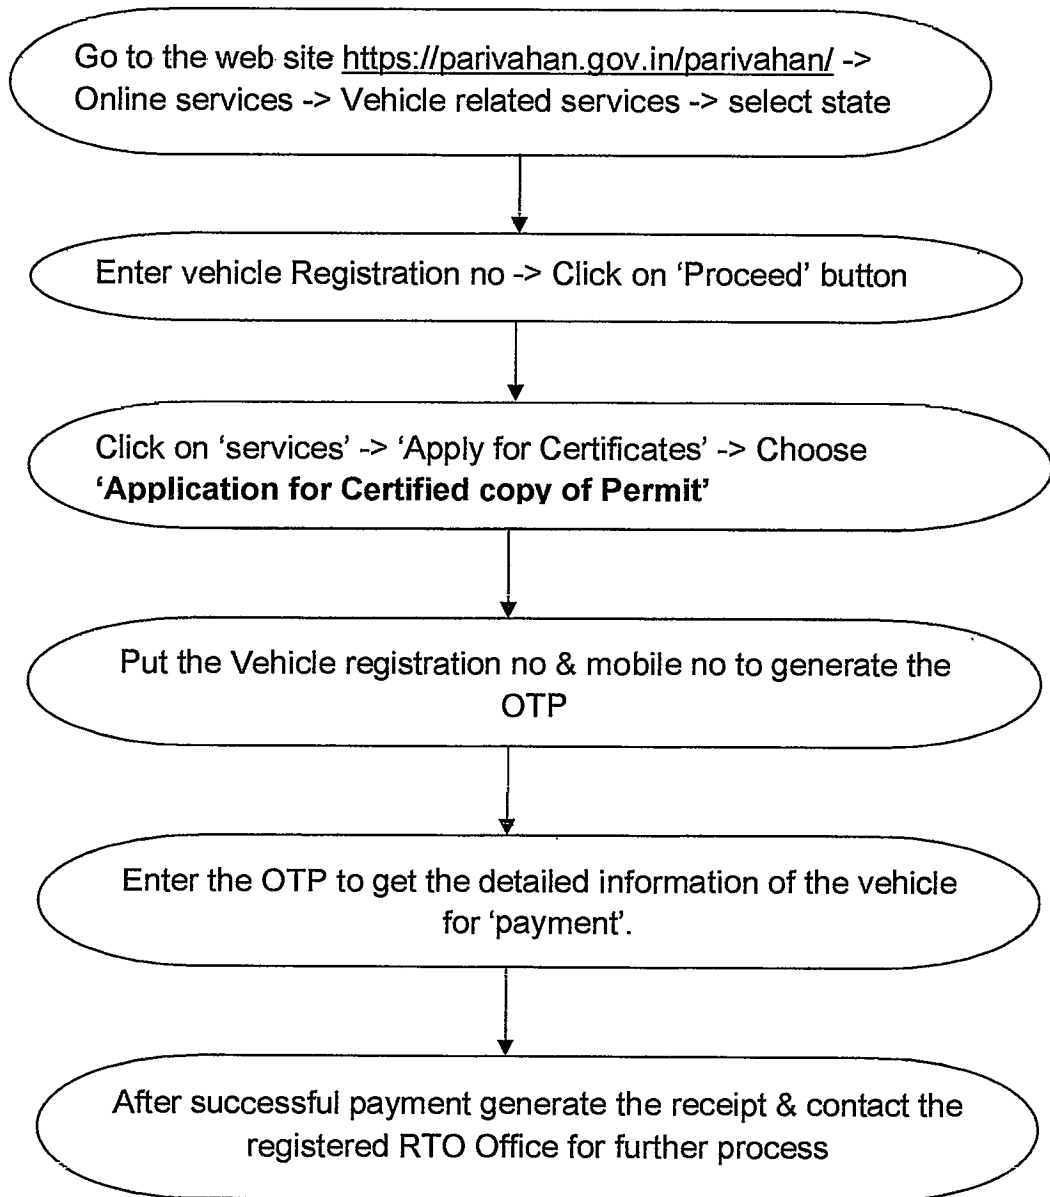 Go to the web site https://parivahan.gov.in/parivahan/ ->
Online services -> Vehicle related services -> select state
Enter vehicle Registration no -> Click on ‘Proceed’ button
Click on ‘services’ -> ‘Apply for Certificates’ -> Choose
‘Application for Certified copy of Permit’
Put the Vehicle registration no & mobile no to generate the
OTP
Enter the OTP to get the detailed information of the vehicle
for ‘payment’.
After successful payment generate the receipt & contact the
registered RTO Office for further process